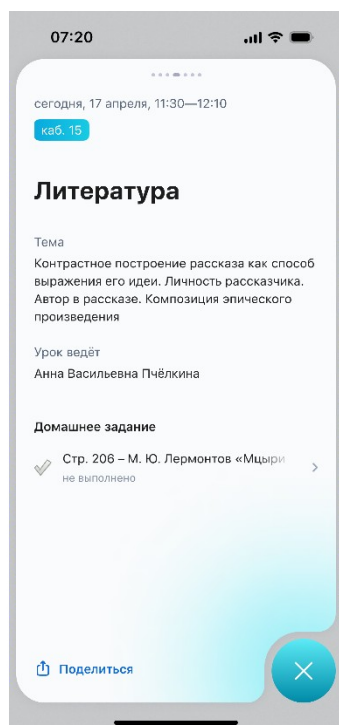 07:20
сегодня, 17 апреля, 11:30—12:10
каб. 15
Литература
Тема
Контрастное построение рассказа как способ
выражения его идеи. Личность рассказчика.
Автор в рассказе. Композиция эпического
произведения
Урок ведёт
Анна Васильевна Пчёлкина
Домашнее задание
Стр. 206 – М. Ю. Лермонтов «Мцыри
не выполнено
Поделиться